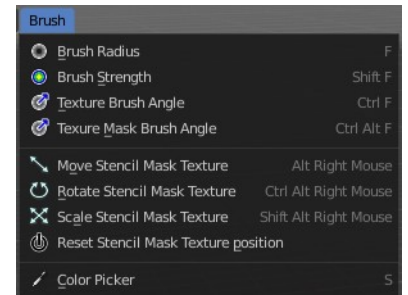 Brush
Brush Radius F
Brush Strength Shift F
Texture Brush Angle Ctrl F
Texure Mask Brush Angle Ctrl Alt F
Move Stencil Mask Texture Alt Right Mouse
Rotate Stencil Mask Texture Ctrl Alt Right Mouse
Scale Stencil Mask Texture Shift Alt Right Mouse
Reset Stencil Mask Texture position
Color Picker S